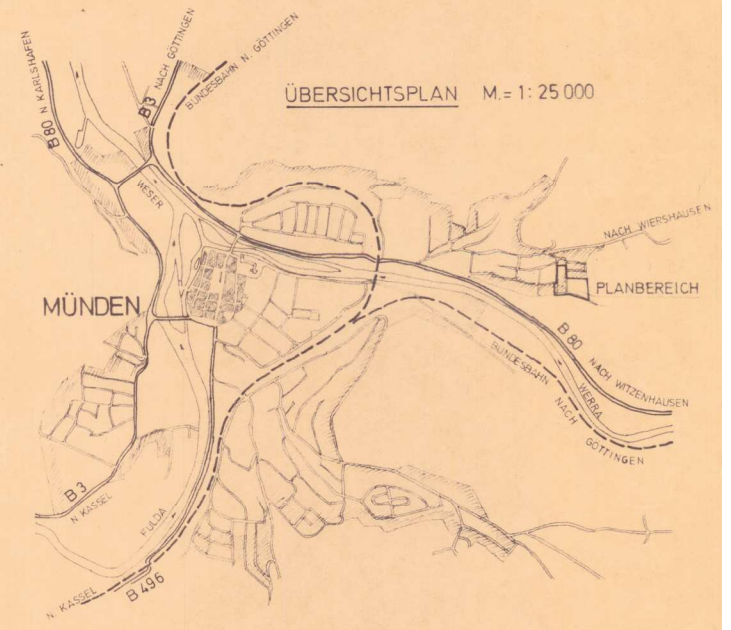 ÜBERSICHTSPLAN M.= 1:25 000
B 80 N KARLSHAFEN
B3 NACH GÖTTINGEN
BUNDESBAHN N. GÖTTINGEN
WESER
NACH WIERSHAUSEN
PLANBEREICH
MÜNDEN
B 80 NACH WITZENHAUSEN
WERRA
BUNDESBAHN NACH GÖTTINGEN
B3
N KASSEL
FULDA
N KASSEL
B 496